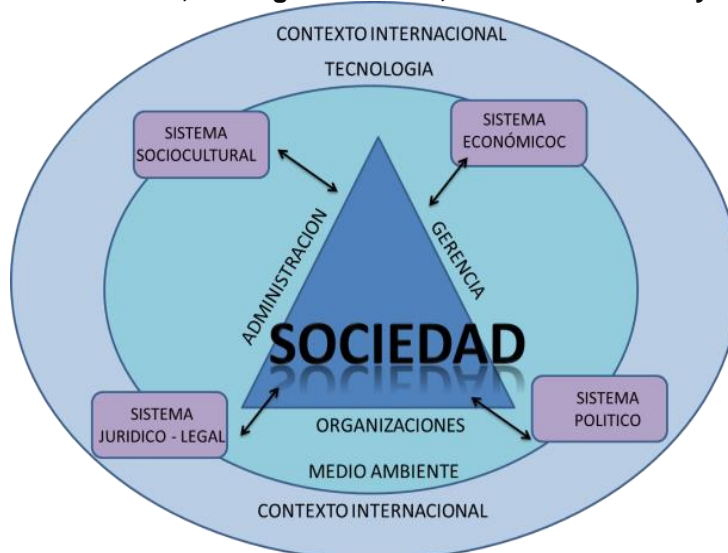 CONTEXTO INTERNACIONAL
TECNOLOGIA
SISTEMA
SOCIOCULTURAL
SISTEMA
ECONÓMICOC
ADMINISTRACION
GERENCIA
SOCIEDAD
SISTEMA
JURIDICO - LEGAL
SISTEMA
POLITICO
ORGANIZACIONES
MEDIO AMBIENTE
CONTEXTO INTERNACIONAL